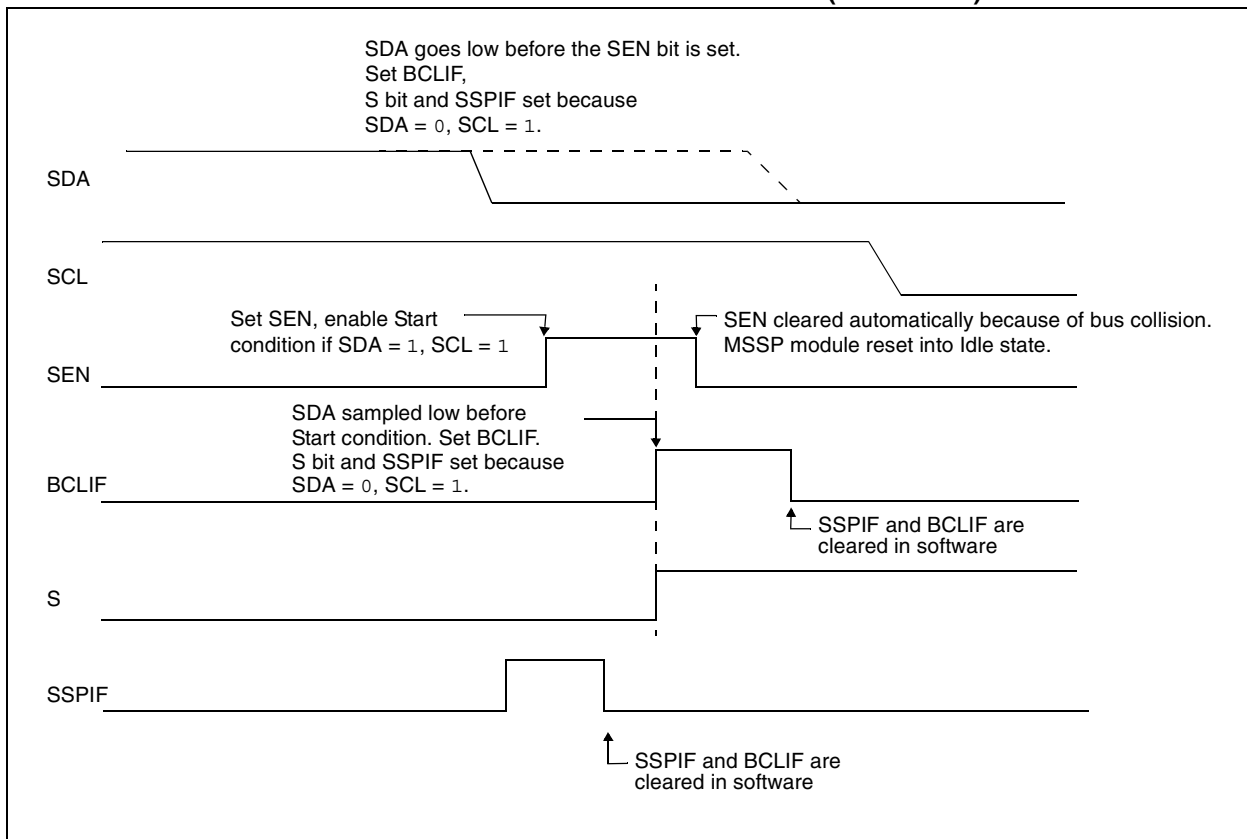 SDA goes low before the SEN bit is set.
Set BCLIF,
S bit and SSPIF set because
SDA = 0, SCL = 1.
SDA
SCL
Set SEN, enable Start
condition if SDA = 1, SCL = 1
SEN cleared automatically because of bus collision.
MSSP module reset into Idle state.
SEN
SDA sampled low before
Start condition. Set BCLIF.
S bit and SSPIF set because
SDA = 0, SCL = 1.
BCLIF
SSPIF and BCLIF are
cleared in software
S
SSPIF
SSPIF and BCLIF are
cleared in software